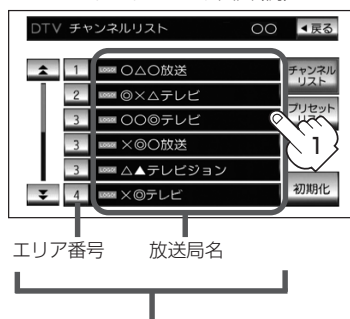 DTV チャンネルリスト ○○ ◀戻る
1 LOGO ○△○放送
チャンネル
リスト
2 LOGO ◎×△テレビ
プリセット
3 LOGO ○○◎テレビ
3 LOGO ×◎○放送
1
3 LOGO △▲テレビジョン
4 LOGO ×◎テレビ
初期化
エリア番号 放送局名